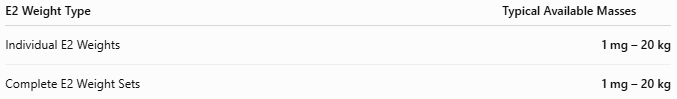 E2 Weight Type Typical Available Masses
Individual E2 Weights 1 mg – 20 kg
Complete E2 Weight Sets 1 mg – 20 kg